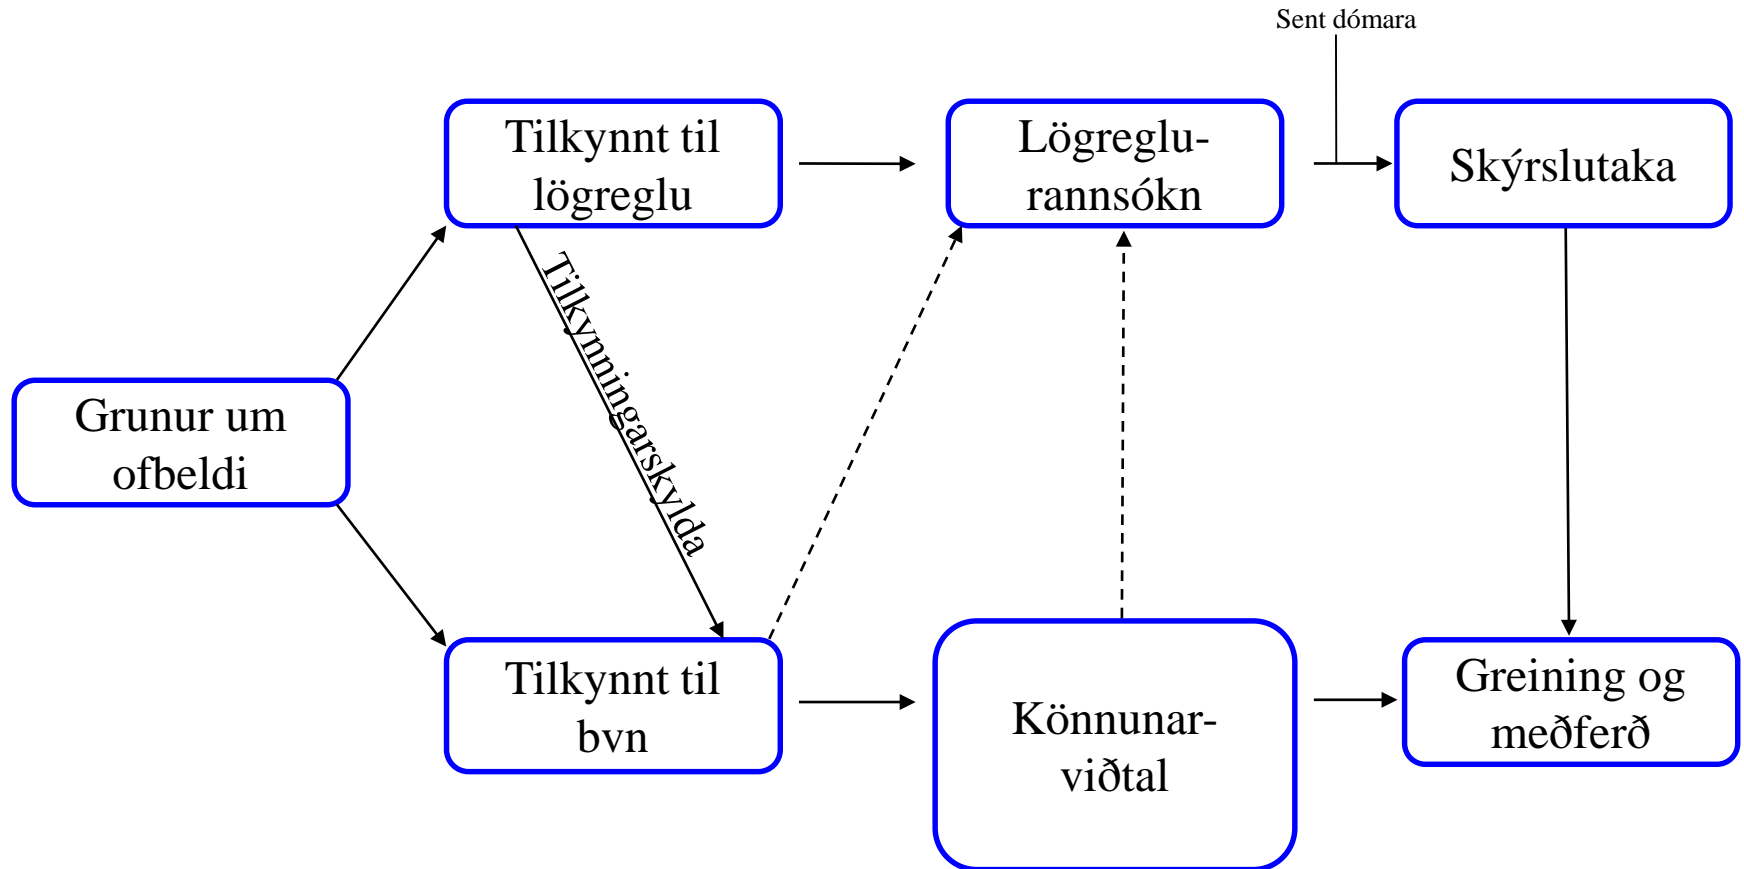 Sent dómara
Tilkynnt til
lögreglu
Lögreglu-
rannsókn
Skýrslutaka
Tilkynningarskylda
Grunur um
ofbeldi
Tilkynnt til
bvn
Könnunar-
viðtal
Greining og
meðferð